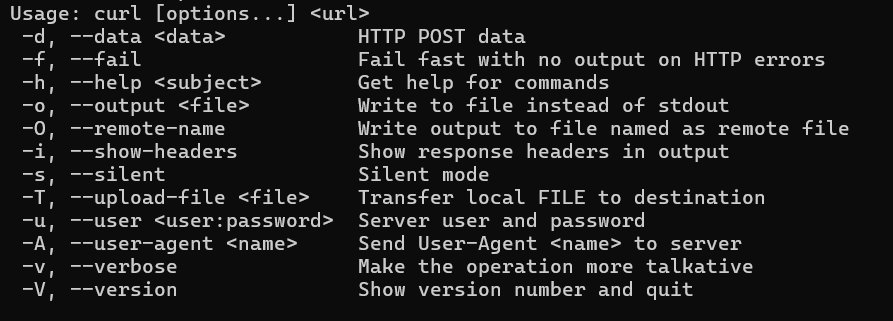 Usage: curl [options...] <url>
 -d, --data <data>           HTTP POST data
 -f, --fail                  Fail fast with no output on HTTP errors
 -h, --help <subject>        Get help for commands
 -o, --output <file>         Write to file instead of stdout
 -O, --remote-name           Write output to file named as remote file
 -i, --show-headers          Show response headers in output
 -s, --silent                Silent mode
 -T, --upload-file <file>    Transfer local FILE to destination
 -u, --user <user:password>  Server user and password
 -A, --user-agent <name>     Send User-Agent <name> to server
 -v, --verbose               Make the operation more talkative
 -V, --version               Show version number and quit